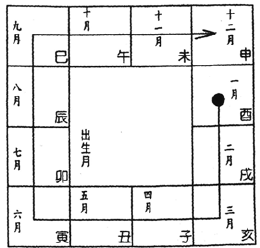 九月
巳
十月
午
十一月
未
十二月
申
八月
辰
一月
酉
出生月
七月
卯
二月
戌
六月
寅
五月
丑
四月
子
三月
亥